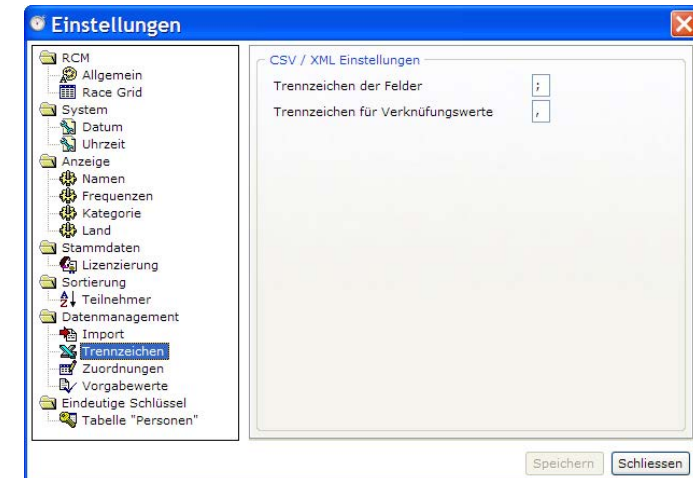 Einstellungen
RCM
Allgemein
Race Grid
System
Datum
Uhrzeit
Anzeige
Namen
Frequenzen
Kategorie
Land
Stammdaten
Lizenzierung
Sortierung
Teilnehmer
Datenmanagement
Import
Trennzeichen
Zuordnungen
Vorgabewerte
Eindeutige Schlüssel
Tabelle "Personen"
CSV / XML Einstellungen
Trennzeichen der Felder ;
Trennzeichen für Verknüfungswerte ,
Speichern Schliessen